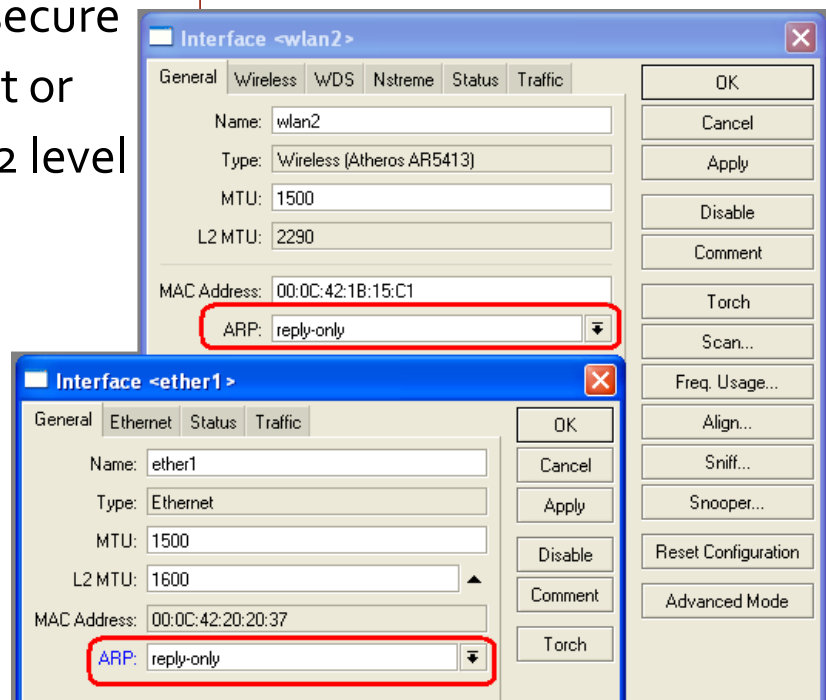 secure
t or
2 level
Interface <wlan2>
General Wireless WDS Nstreme Status Traffic
Name: wlan2
Type: Wireless (Atheros AR5413)
MTU: 1500
L2 MTU: 2290
MAC Address: 00:0C:42:1B:15:C1
ARP: reply-only
OK
Cancel
Apply
Disable
Comment
Torch
Scan...
Freq. Usage...
Align...
Sniff...
Snooper...
Reset Configuration
Advanced Mode
Interface <ether1>
General Ethernet Status Traffic
Name: ether1
Type: Ethernet
MTU: 1500
L2 MTU: 1600
MAC Address: 00:0C:42:20:20:37
ARP: reply-only
OK
Cancel
Apply
Disable
Comment
Torch